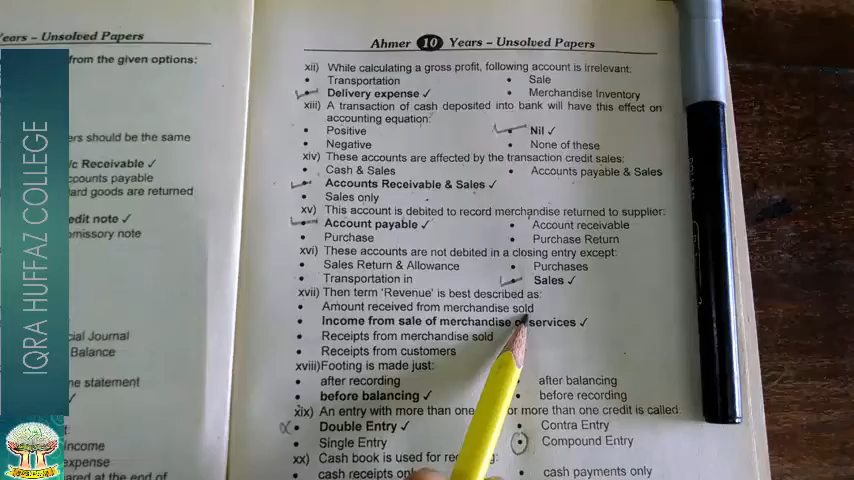 ears - Unsolved Papers
from the given options:
ers should be the same
/c Receivable ✓
ccounts payable
ard goods are returned
edit note ✓
omissory note
cial Journal
Balance
ne statement
✓
ncome
expense
ared at the end of
IQRA HUFFAZ COLLEGE
Ahmer 10 Years – Unsolved Papers
xii) While calculating a gross profit, following account is irrelevant:
• Transportation • Sale
• Delivery expense ✓ • Merchandise Inventory
xiii) A transaction of cash deposited into bank will have this effect on
accounting equation:
• Positive • Nil ✓
• Negative • None of these
xiv) These accounts are affected by the transaction credit sales:
• Cash & Sales • Accounts payable & Sales
• Accounts Receivable & Sales ✓
• Sales only
xv) This account is debited to record merchandise returned to supplier:
• Account payable ✓ • Account receivable
• Purchase • Purchase Return
xvi) These accounts are not debited in a closing entry except:
• Sales Return & Allowance • Purchases
• Transportation in • Sales ✓
xvii) Then term 'Revenue' is best described as:
• Amount received from merchandise sold
• Income from sale of merchandise or services ✓
• Receipts from merchandise sold
• Receipts from customers
xviii) Footing is made just:
• after recording • after balancing
• before balancing ✓ • before recording
xix) An entry with more than one or more than one credit is called:
• Double Entry ✓ • Contra Entry
• Single Entry • Compound Entry
xx) Cash book is used for
• cash receipts • cash payments only